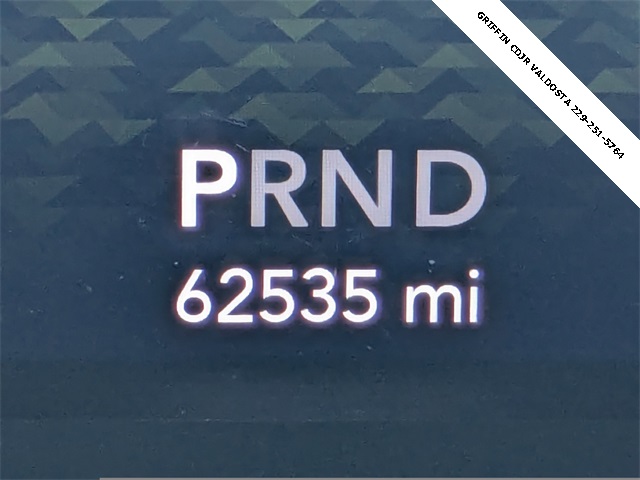 GRIFFIN CDJR VALDOSTA 229-251-5764
PRND
62535 mi